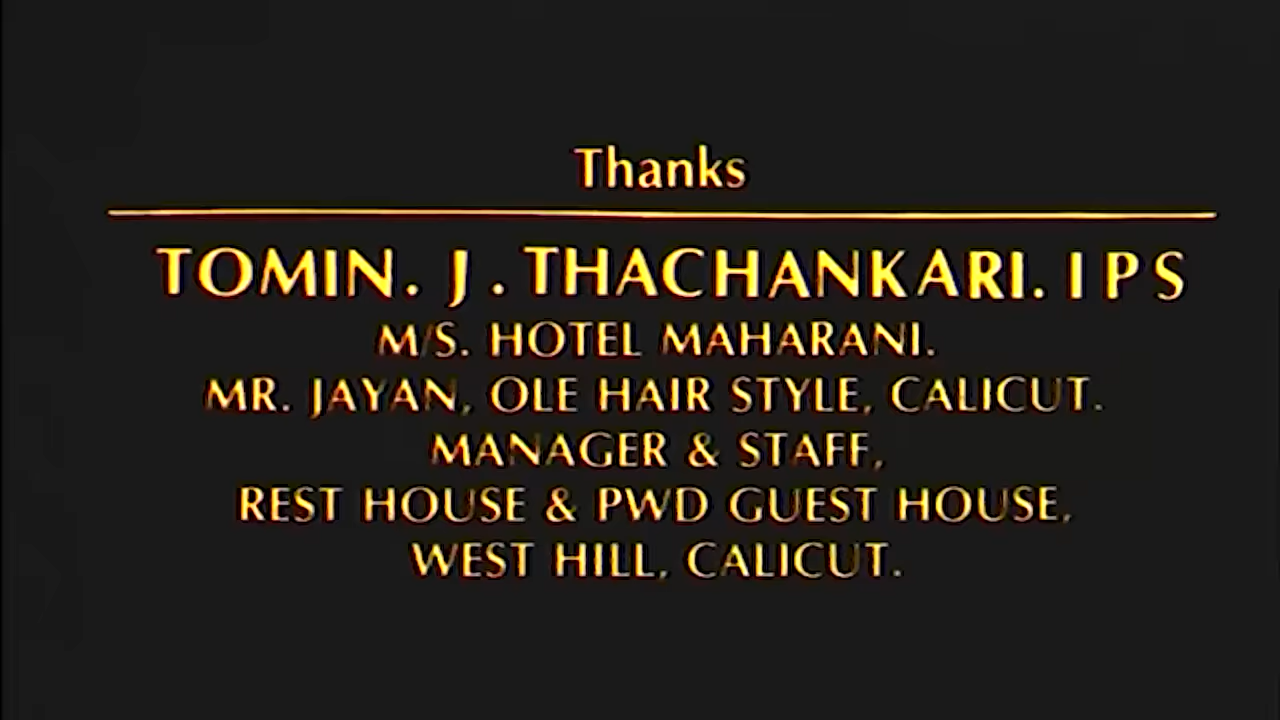 Thanks
TOMIN. J. THACHANKARI. I P S
M/S. HOTEL MAHARANI.
MR. JAYAN, OLE HAIR STYLE, CALICUT.
MANAGER & STAFF,
REST HOUSE & PWD GUEST HOUSE,
WEST HILL, CALICUT.